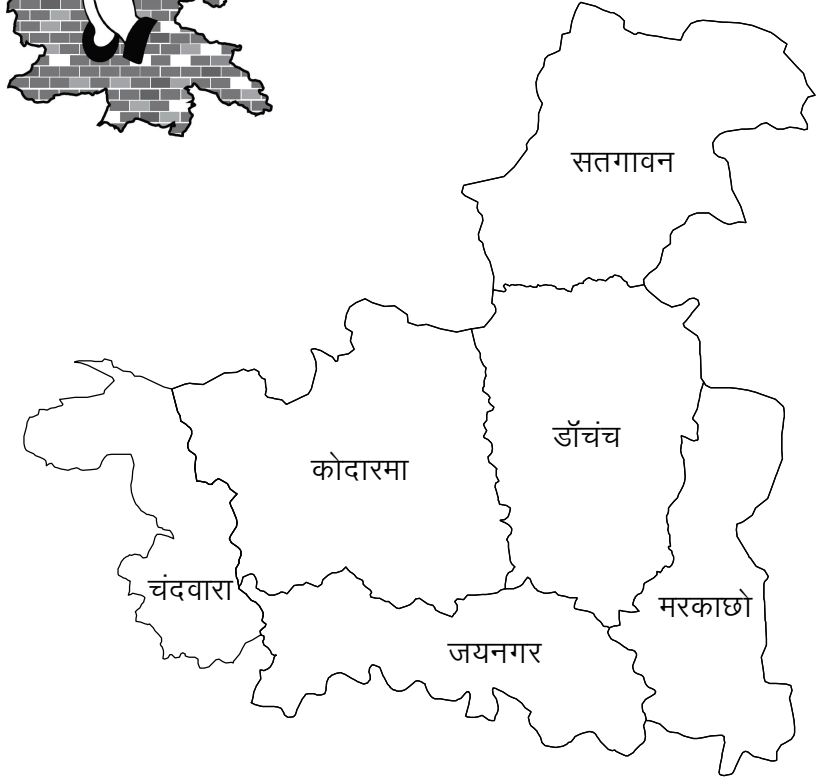 सतगावन
डॉचंच
कोदारमा
चंदवारा
मरकाछो
जयनगर